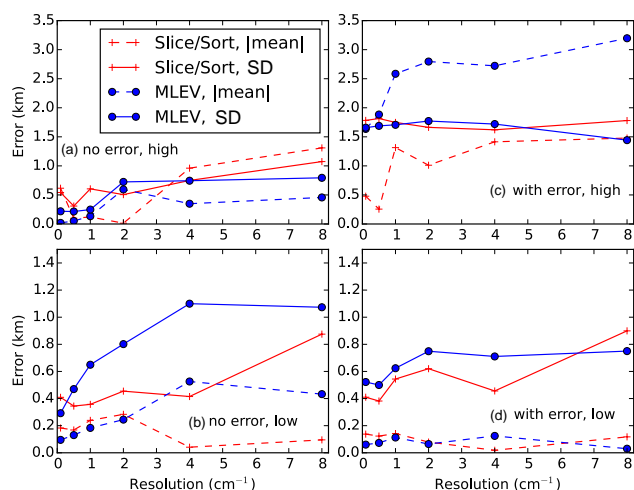 3.5
3.0
2.5
2.0
1.5
1.0
0.5
0.0
Error (km)
Slice/Sort, |mean|
Slice/Sort, SD
MLEV, |mean|
MLEV, SD
(a) no error, high
0 1 2 3 4 5 6 7 8
3.5
3.0
2.5
2.0
1.5
1.0
0.5
0.0
(c) with error, high
0 1 2 3 4 5 6 7 8
1.4
1.2
1.0
0.8
0.6
0.4
0.2
0.0
Error (km)
(b) no error, low
0 1 2 3 4 5 6 7 8
Resolution (cm⁻¹)
1.4
1.2
1.0
0.8
0.6
0.4
0.2
0.0
(d) with error, low
0 1 2 3 4 5 6 7 8
Resolution (cm⁻¹)